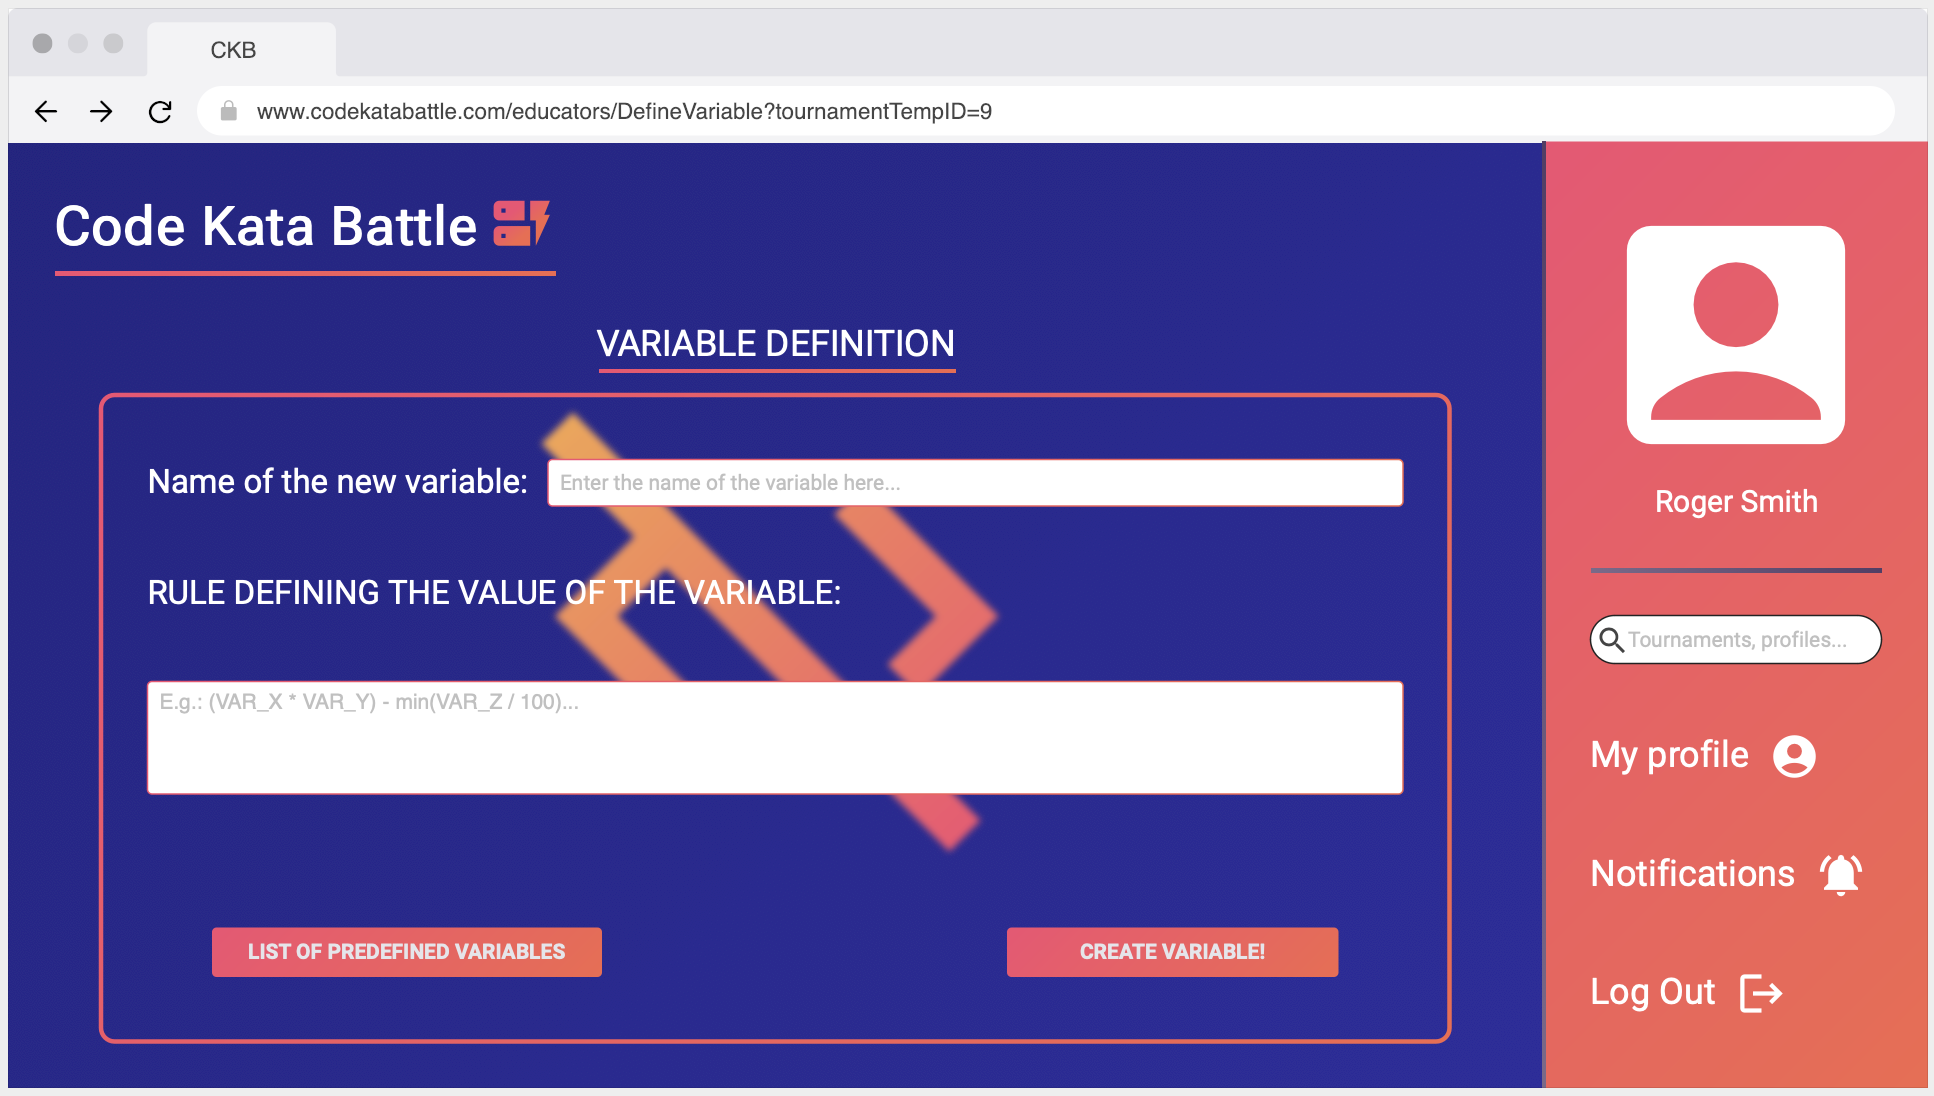 CKB
www.codekatabattle.com/educators/DefineVariable?tournamentTempID=9
Code Kata Battle
VARIABLE DEFINITION
Name of the new variable:
Enter the name of the variable here...
RULE DEFINING THE VALUE OF THE VARIABLE:
E.g.: (VAR_X * VAR_Y) - min(VAR_Z / 100)...
LIST OF PREDEFINED VARIABLES
CREATE VARIABLE!
Roger Smith
Tournaments, profiles...
My profile
Notifications
Log Out